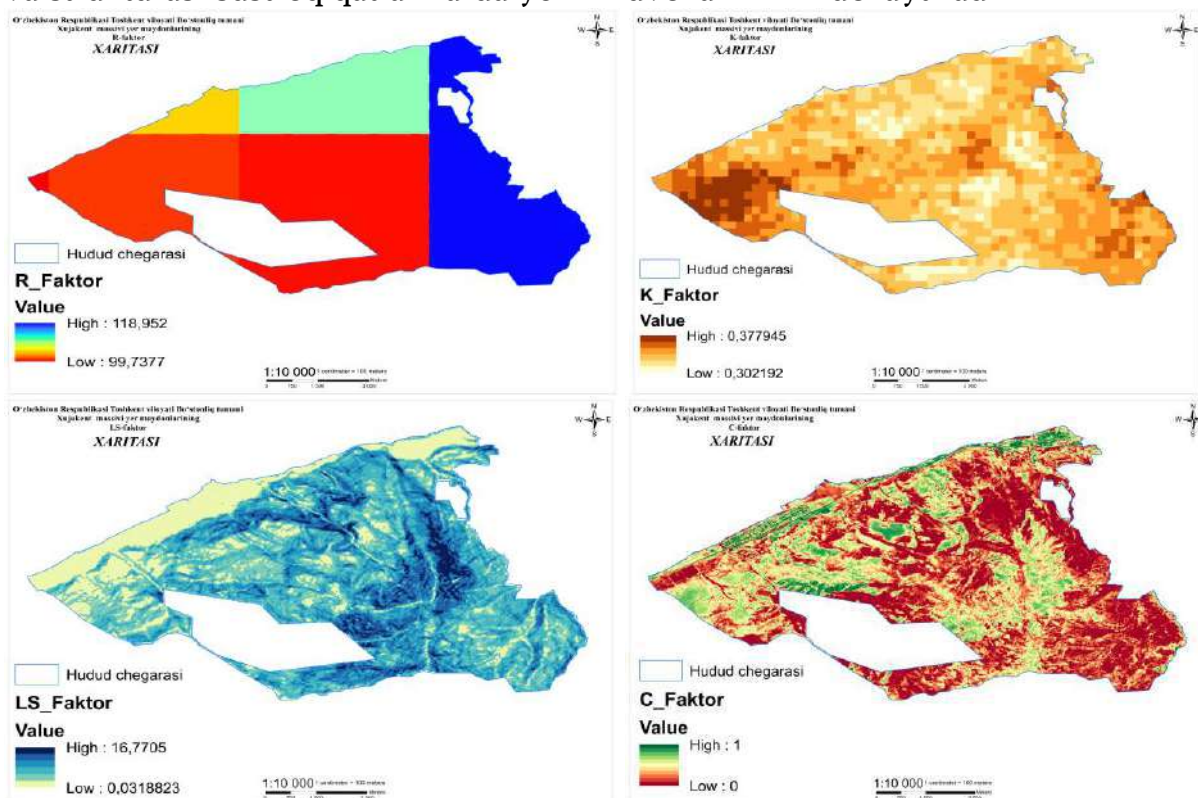 O‘zbekiston Respublikasi Toshkent viloyati Bo‘stonliq tumani
Xujakent massivi yer maydonlarining
R-faktor
XARITASI
N
W E
S
Hudud chegarasi
R_Faktor
Value
High : 118,952
Low : 99,7377
1:10 000
O‘zbekiston Respublikasi Toshkent viloyati Bo‘stonliq tumani
Xujakent massivi yer maydonlarining
K-faktor
XARITASI
N
W E
S
Hudud chegarasi
K_Faktor
Value
High : 0,377945
Low : 0,302192
1:10 000
O‘zbekiston Respublikasi Toshkent viloyati Bo‘stonliq tumani
Xujakent massivi yer maydonlarining
LS-faktor
XARITASI
N
W E
S
Hudud chegarasi
LS_Faktor
Value
High : 16,7705
Low : 0,0318823
1:10 000
O‘zbekiston Respublikasi Toshkent viloyati Bo‘stonliq tumani
Xujakent massivi yer maydonlarining
C-faktor
XARITASI
N
W E
S
Hudud chegarasi
C_Faktor
Value
High : 1
Low : 0
1:10 000